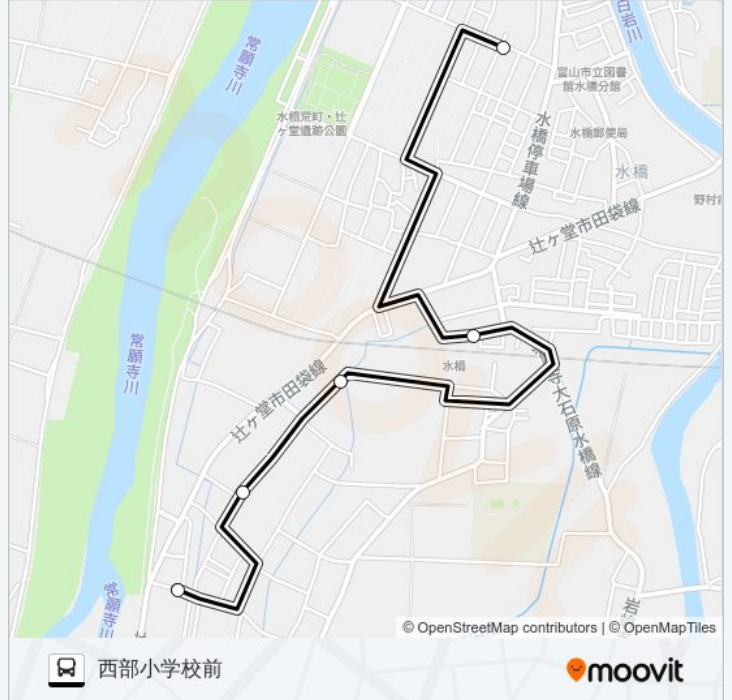 白岩川
常願寺川
富山市立図書
館水橋分館
水橋荒町・辻
ヶ堂遺跡公園
水橋停車場線
水橋郵便局
水橋
野村
辻ヶ堂市田袋線
常願寺川
水橋
辻ヶ堂市田袋線
寺大石原水橋線
常願寺川
岩
© OpenStreetMap contributors | © OpenMapTiles
西部小学校前
moovit